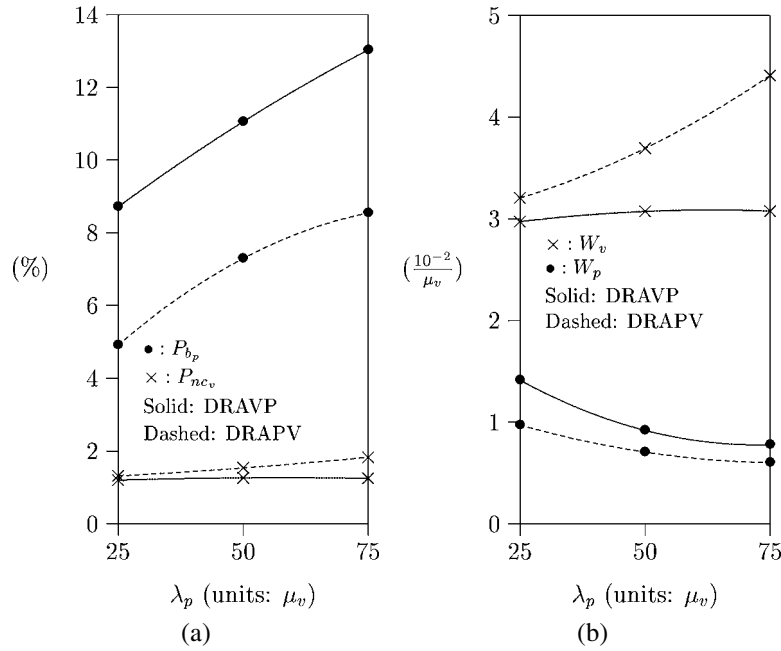 14
12
10
8
6
4
2
0
(%)
● : P_{b_p}
× : P_{nc_v}
Solid: DRAVP
Dashed: DRAPV
25 50 75
λ_p (units: μ_v)
(a)
5
4
3
2
1
0
(10^{-2}/μ_v)
× : W_v
● : W_p
Solid: DRAVP
Dashed: DRAPV
25 50 75
λ_p (units: μ_v)
(b)